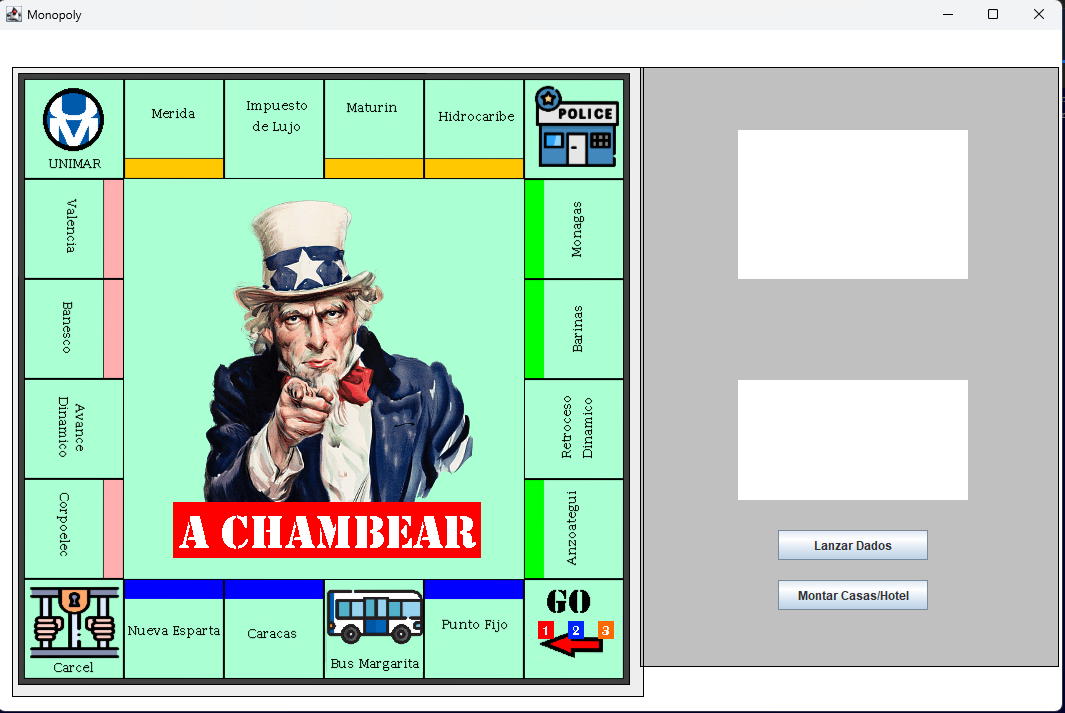 Monopoly
UNIMAR
Merida
Impuesto
de Lujo
Maturin
Hidrocaribe
POLICE
Valencia
Monagas
Banesco
Barinas
Avance
Dinamico
Retroceso
Dinamico
Corpoelec
Anzoategui
A CHAMBEAR
Carcel
Nueva Esparta
Caracas
Bus Margarita
Punto Fijo
GO
1 2 3
Lanzar Dados
Montar Casas/Hotel